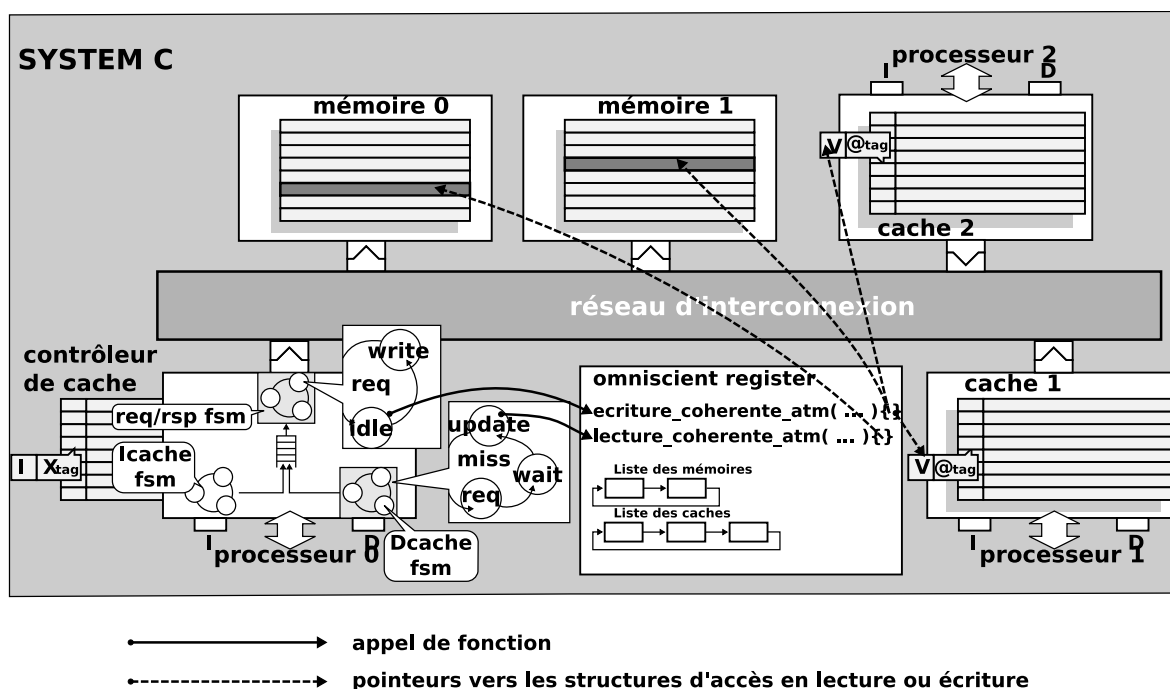 SYSTEM C
mémoire 0
mémoire 1
processeur 2
I
D
V @tag
cache 2
réseau d'interconnexion
contrôleur
de cache
req/rsp fsm
Icache
fsm
I Xtag
write
req
idle
update
miss
wait
req
Dcache
fsm
I
D
processeur 0
omniscient register
ecriture_coherente_atm( ... ){}
lecture_coherente_atm( ... ){}
Liste des mémoires
Liste des caches
cache 1
V @tag
I
D
processeur 1
appel de fonction
pointeurs vers les structures d'accès en lecture ou écriture